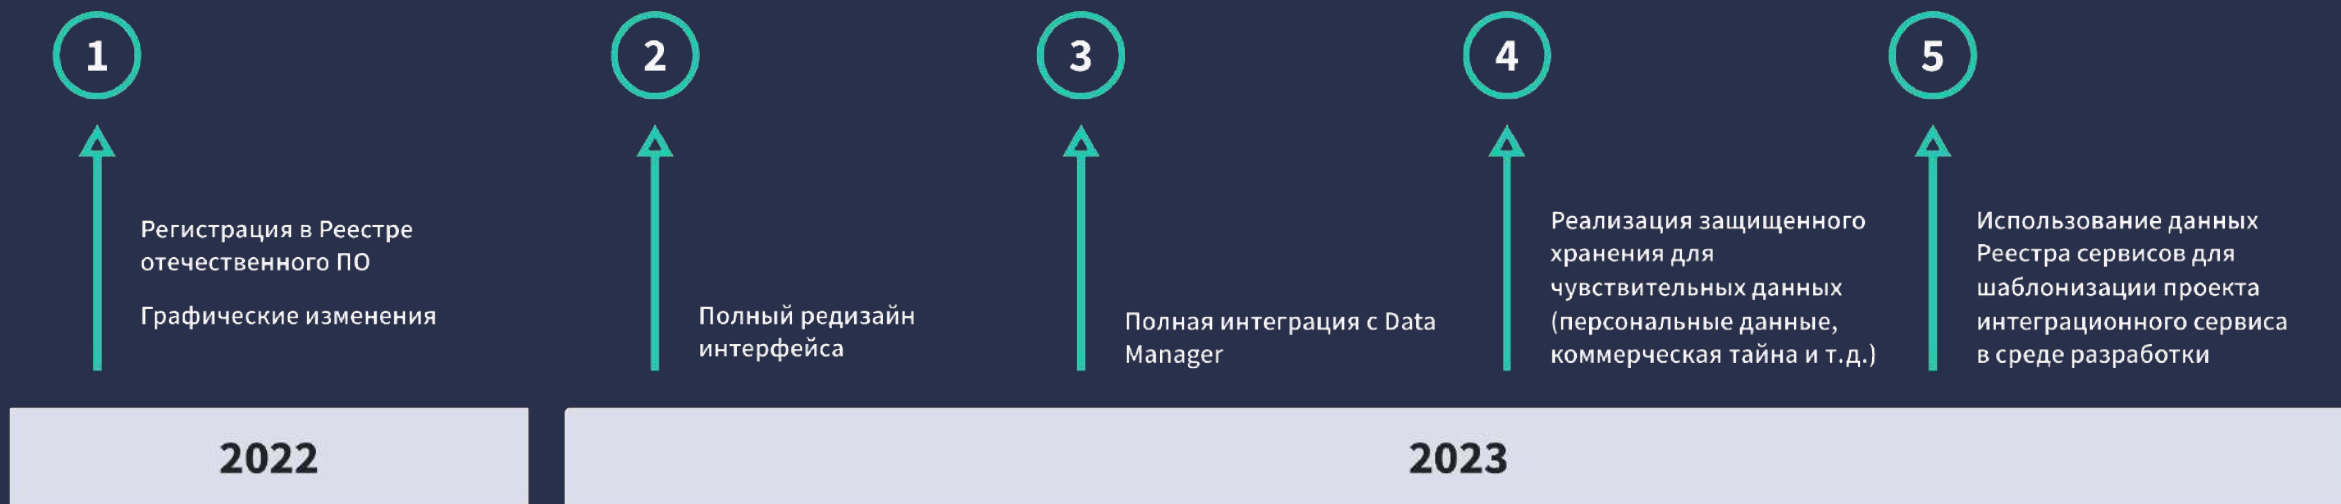 1
Регистрация в Реестре
отечественного ПО
Графические изменения
2
Полный редизайн
интерфейса
3
Полная интеграция с Data
Manager
4
Реализация защищенного
хранения для
чувствительных данных
(персональные данные,
коммерческая тайна и т.д.)
5
Использование данных
Реестра сервисов для
шаблонизации проекта
интеграционного сервиса
в среде разработки
2022
2023